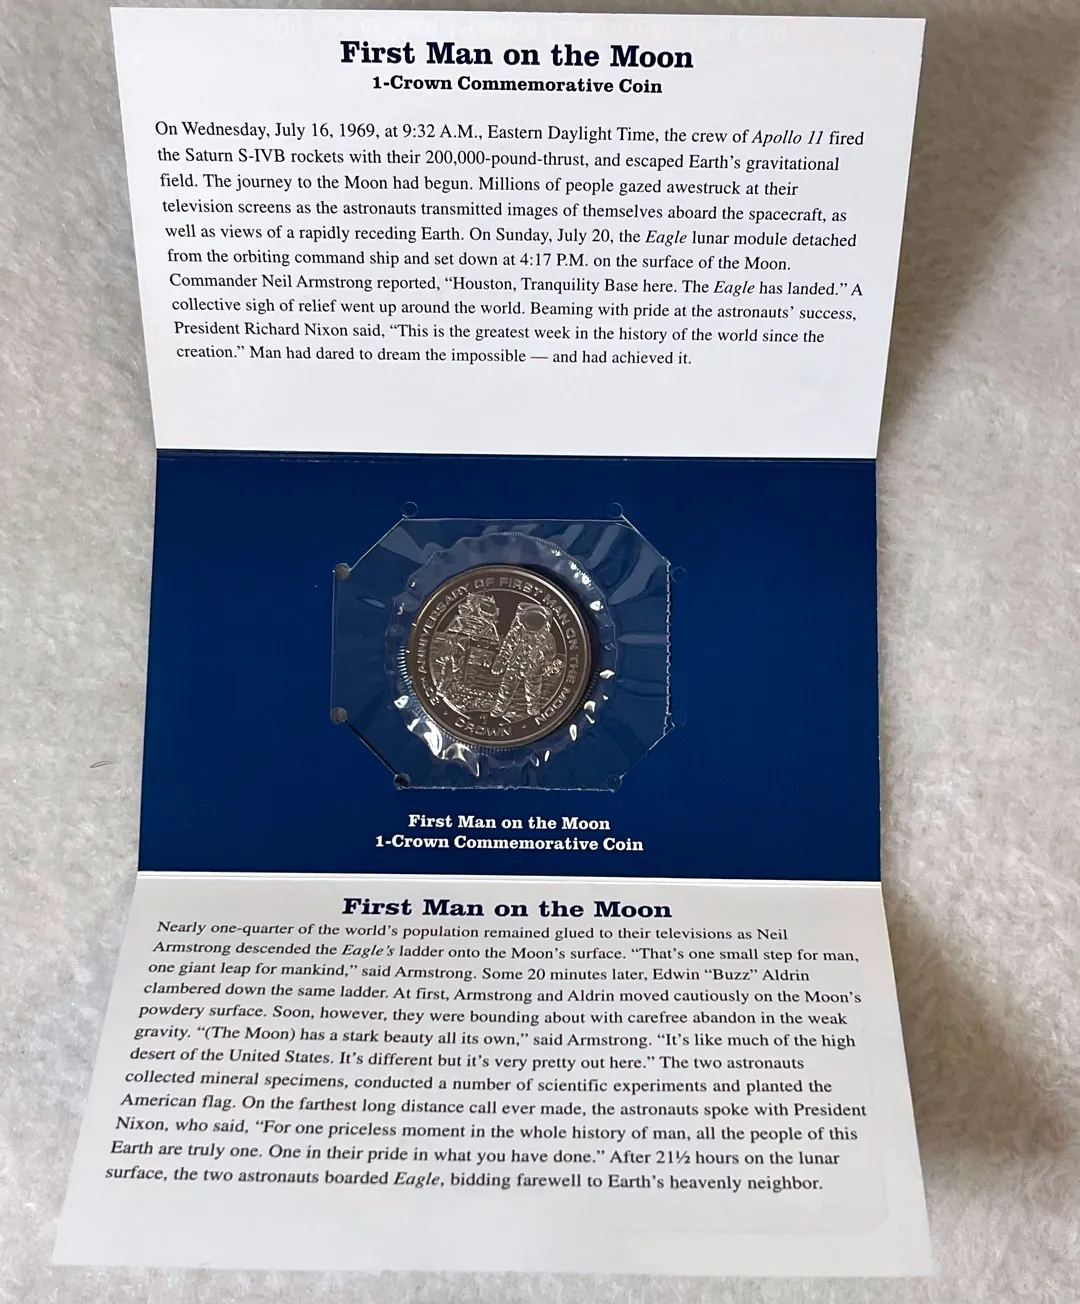 First Man on the Moon
1-Crown Commemorative Coin
On Wednesday, July 16, 1969, at 9:32 A.M., Eastern Daylight Time, the crew of Apollo 11 fired
the Saturn S-IVB rockets with their 200,000-pound-thrust, and escaped Earth's gravitational
field. The journey to the Moon had begun. Millions of people gazed awestruck at their
television screens as the astronauts transmitted images of themselves aboard the spacecraft, as
well as views of a rapidly receding Earth. On Sunday, July 20, the Eagle lunar module detached
from the orbiting command ship and set down at 4:17 P.M. on the surface of the Moon.
Commander Neil Armstrong reported, “Houston, Tranquility Base here. The Eagle has landed.” A
collective sigh of relief went up around the world. Beaming with pride at the astronauts' success,
President Richard Nixon said, “This is the greatest week in the history of the world since the
creation.” Man had dared to dream the impossible — and had achieved it.
ANNIVERSARY OF FIRST MAN ON THE MOON
CROWN
First Man on the Moon
1-Crown Commemorative Coin
First Man on the Moon
Nearly one-quarter of the world's population remained glued to their televisions as Neil
Armstrong descended the Eagle's ladder onto the Moon's surface. “That's one small step for man,
one giant leap for mankind,” said Armstrong. Some 20 minutes later, Edwin “Buzz” Aldrin
clambered down the same ladder. At first, Armstrong and Aldrin moved cautiously on the Moon's
powdery surface. Soon, however, they were bounding about with carefree abandon in the weak
gravity. “(The Moon) has a stark beauty all its own,” said Armstrong. “It's like much of the high
desert of the United States. It's different but it's very pretty out here.” The two astronauts
collected mineral specimens, conducted a number of scientific experiments and planted the
American flag. On the farthest long distance call ever made, the astronauts spoke with President
Nixon, who said, “For one priceless moment in the whole history of man, all the people of this
Earth are truly one. One in their pride in what you have done.” After 21½ hours on the lunar
surface, the two astronauts boarded Eagle, bidding farewell to Earth's heavenly neighbor.